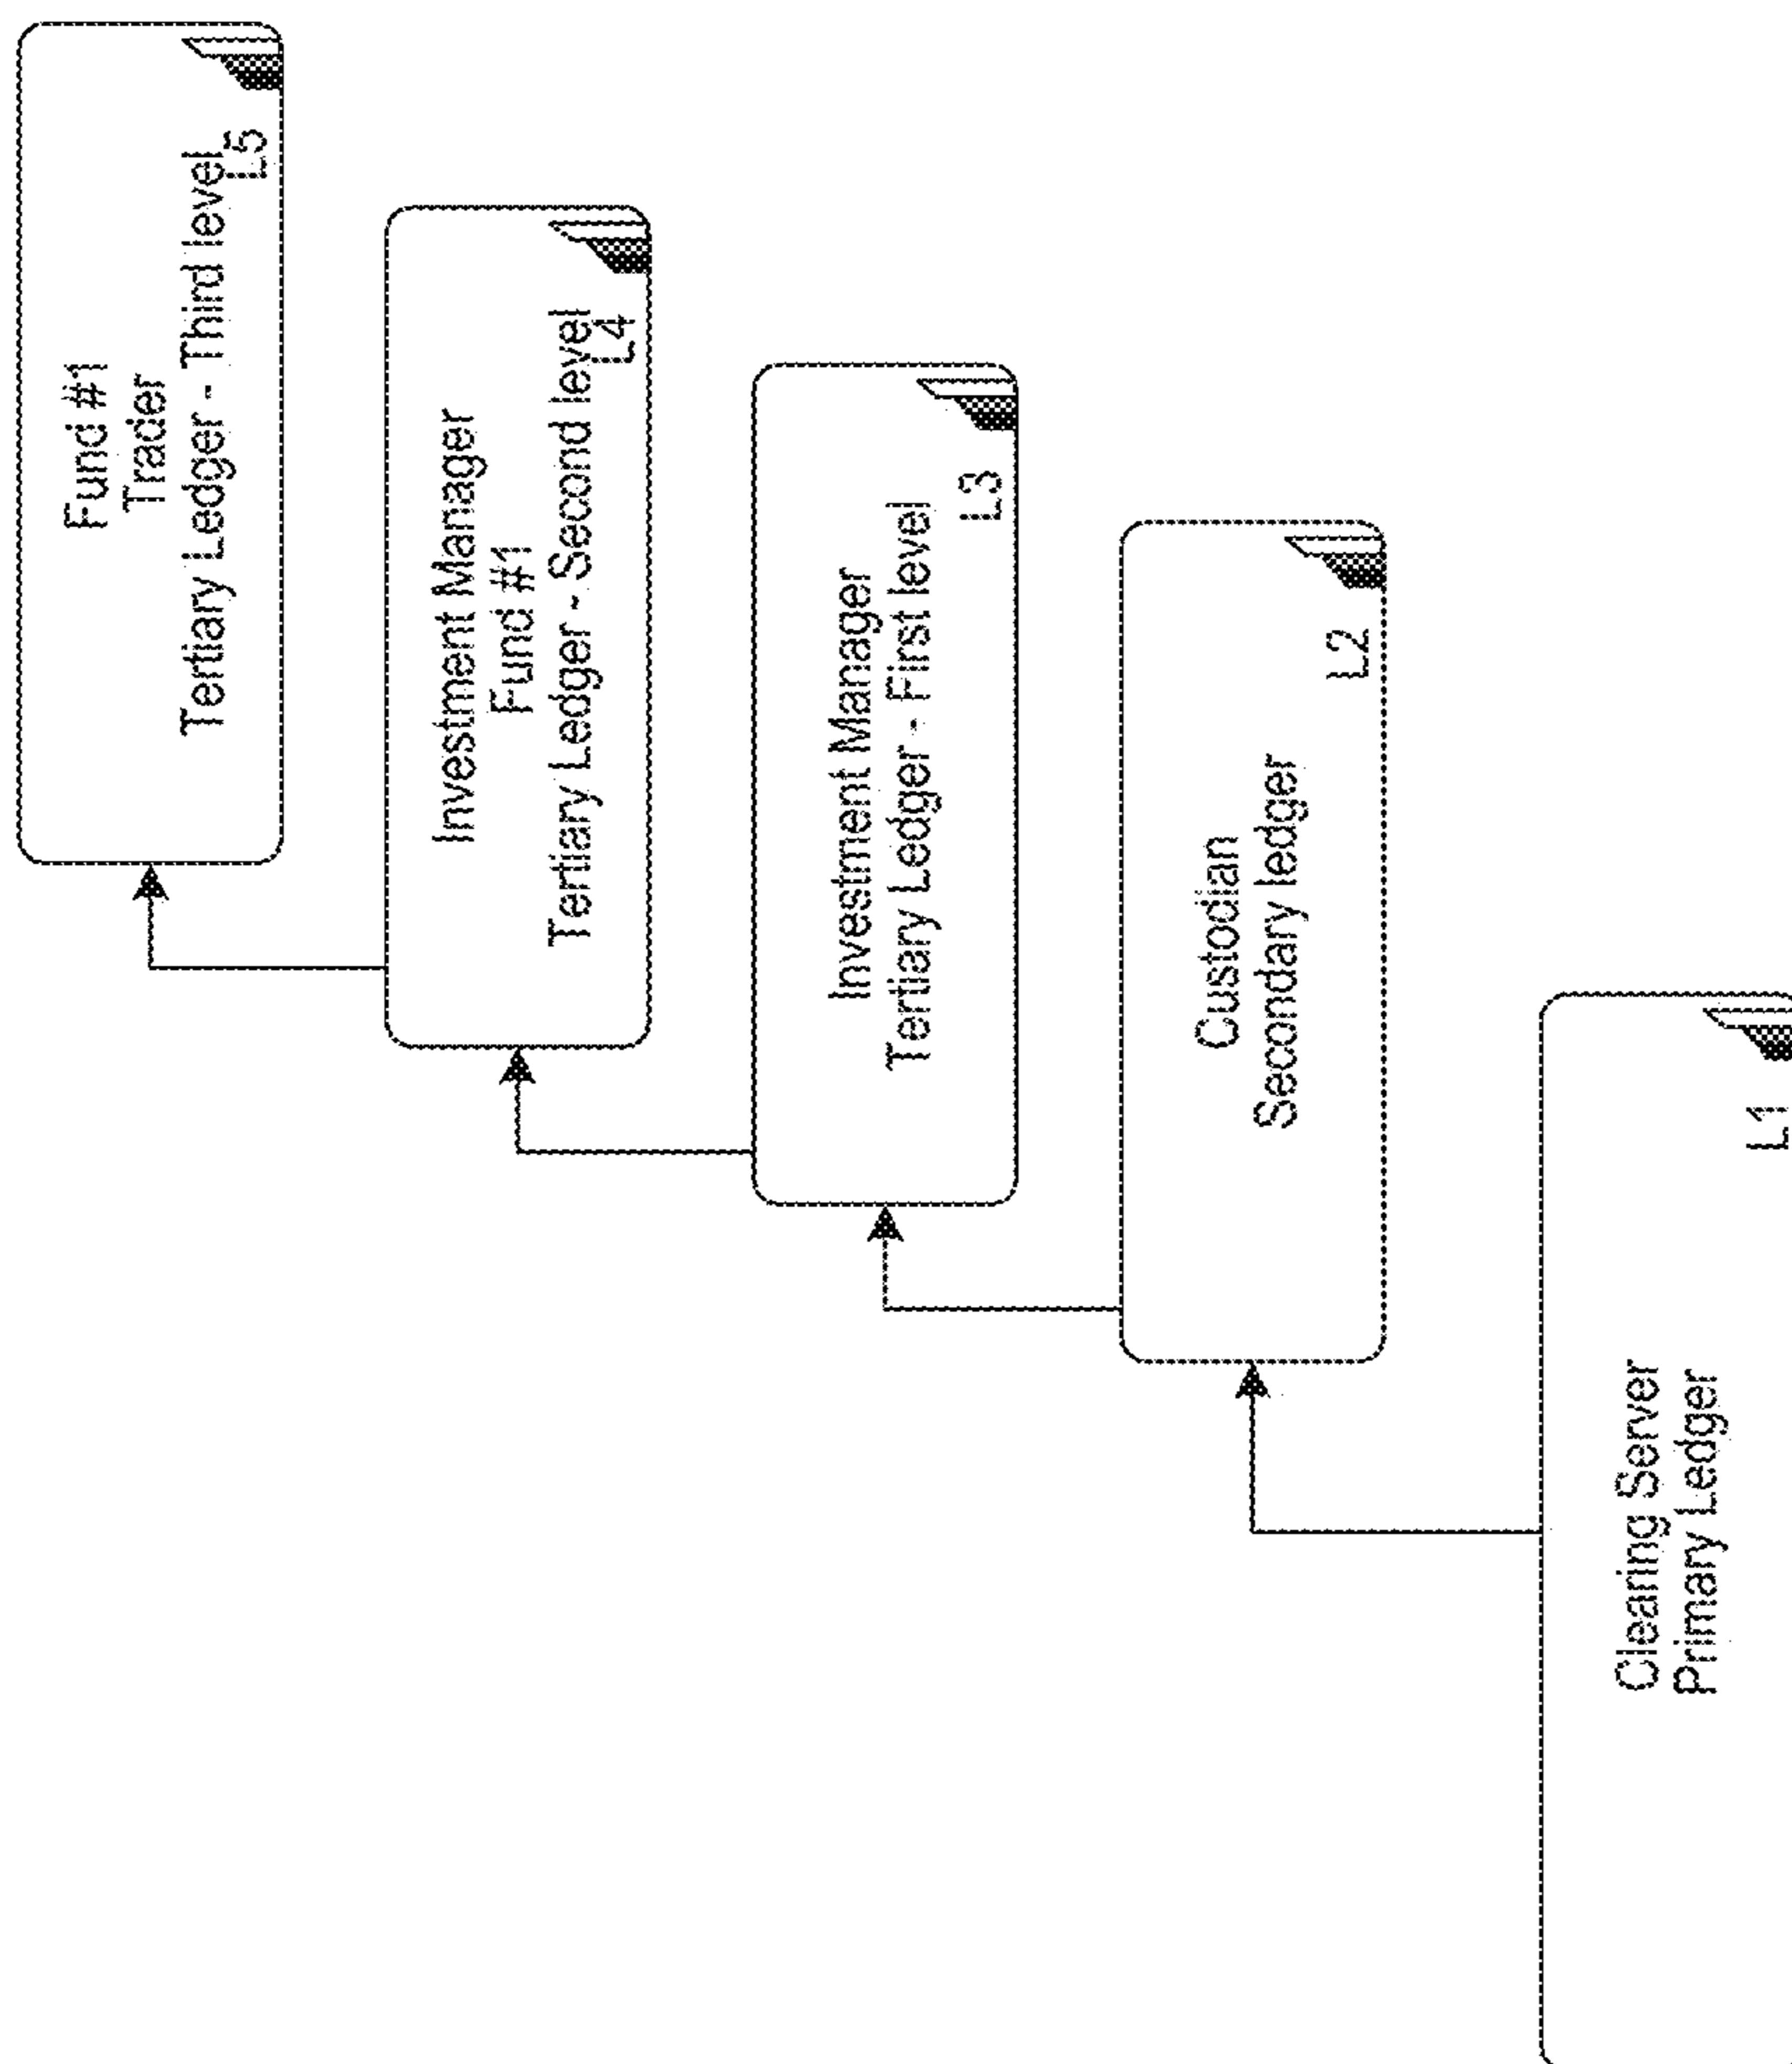 Fund #1
Trader
Tertiary Ledger - Third level
L5
Investment Manager
Fund #1
Tertiary Ledger - Second level
L4
Investment Manager
Tertiary Ledger - First level
L3
Custodian
Secondary ledger
L2
Clearing Server
Primary Ledger
L1